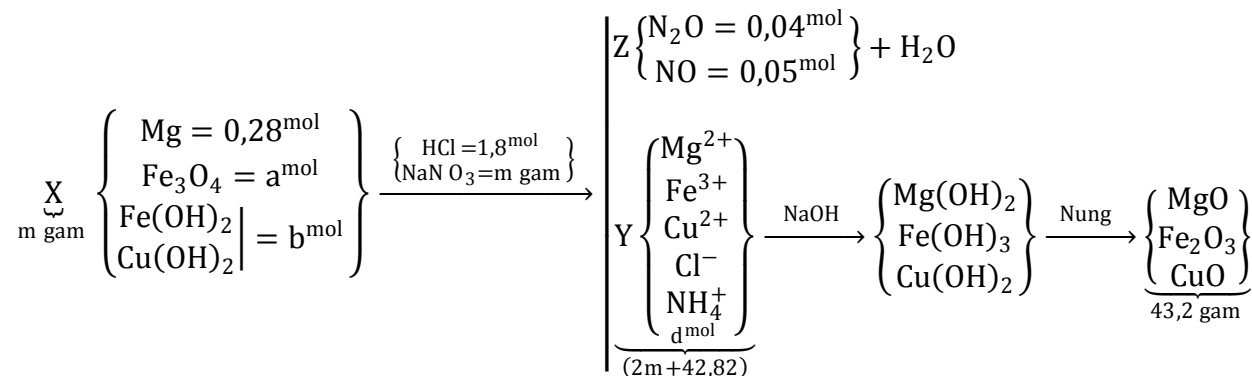 X
m gam
Mg = 0,28^mol
Fe₃O₄ = a^mol
Fe(OH)₂
Cu(OH)₂ | = b^mol
{HCl =1,8^mol
NaN O₃=m gam}
Z {N₂O = 0,04^mol
NO = 0,05^mol} + H₂O
Y
Mg²⁺
Fe³⁺
Cu²⁺
Cl⁻
NH₄⁺
d^mol
(2m+42,82)
NaOH
Mg(OH)₂
Fe(OH)₃
Cu(OH)₂
Nung
MgO
Fe₂O₃
CuO
43,2 gam